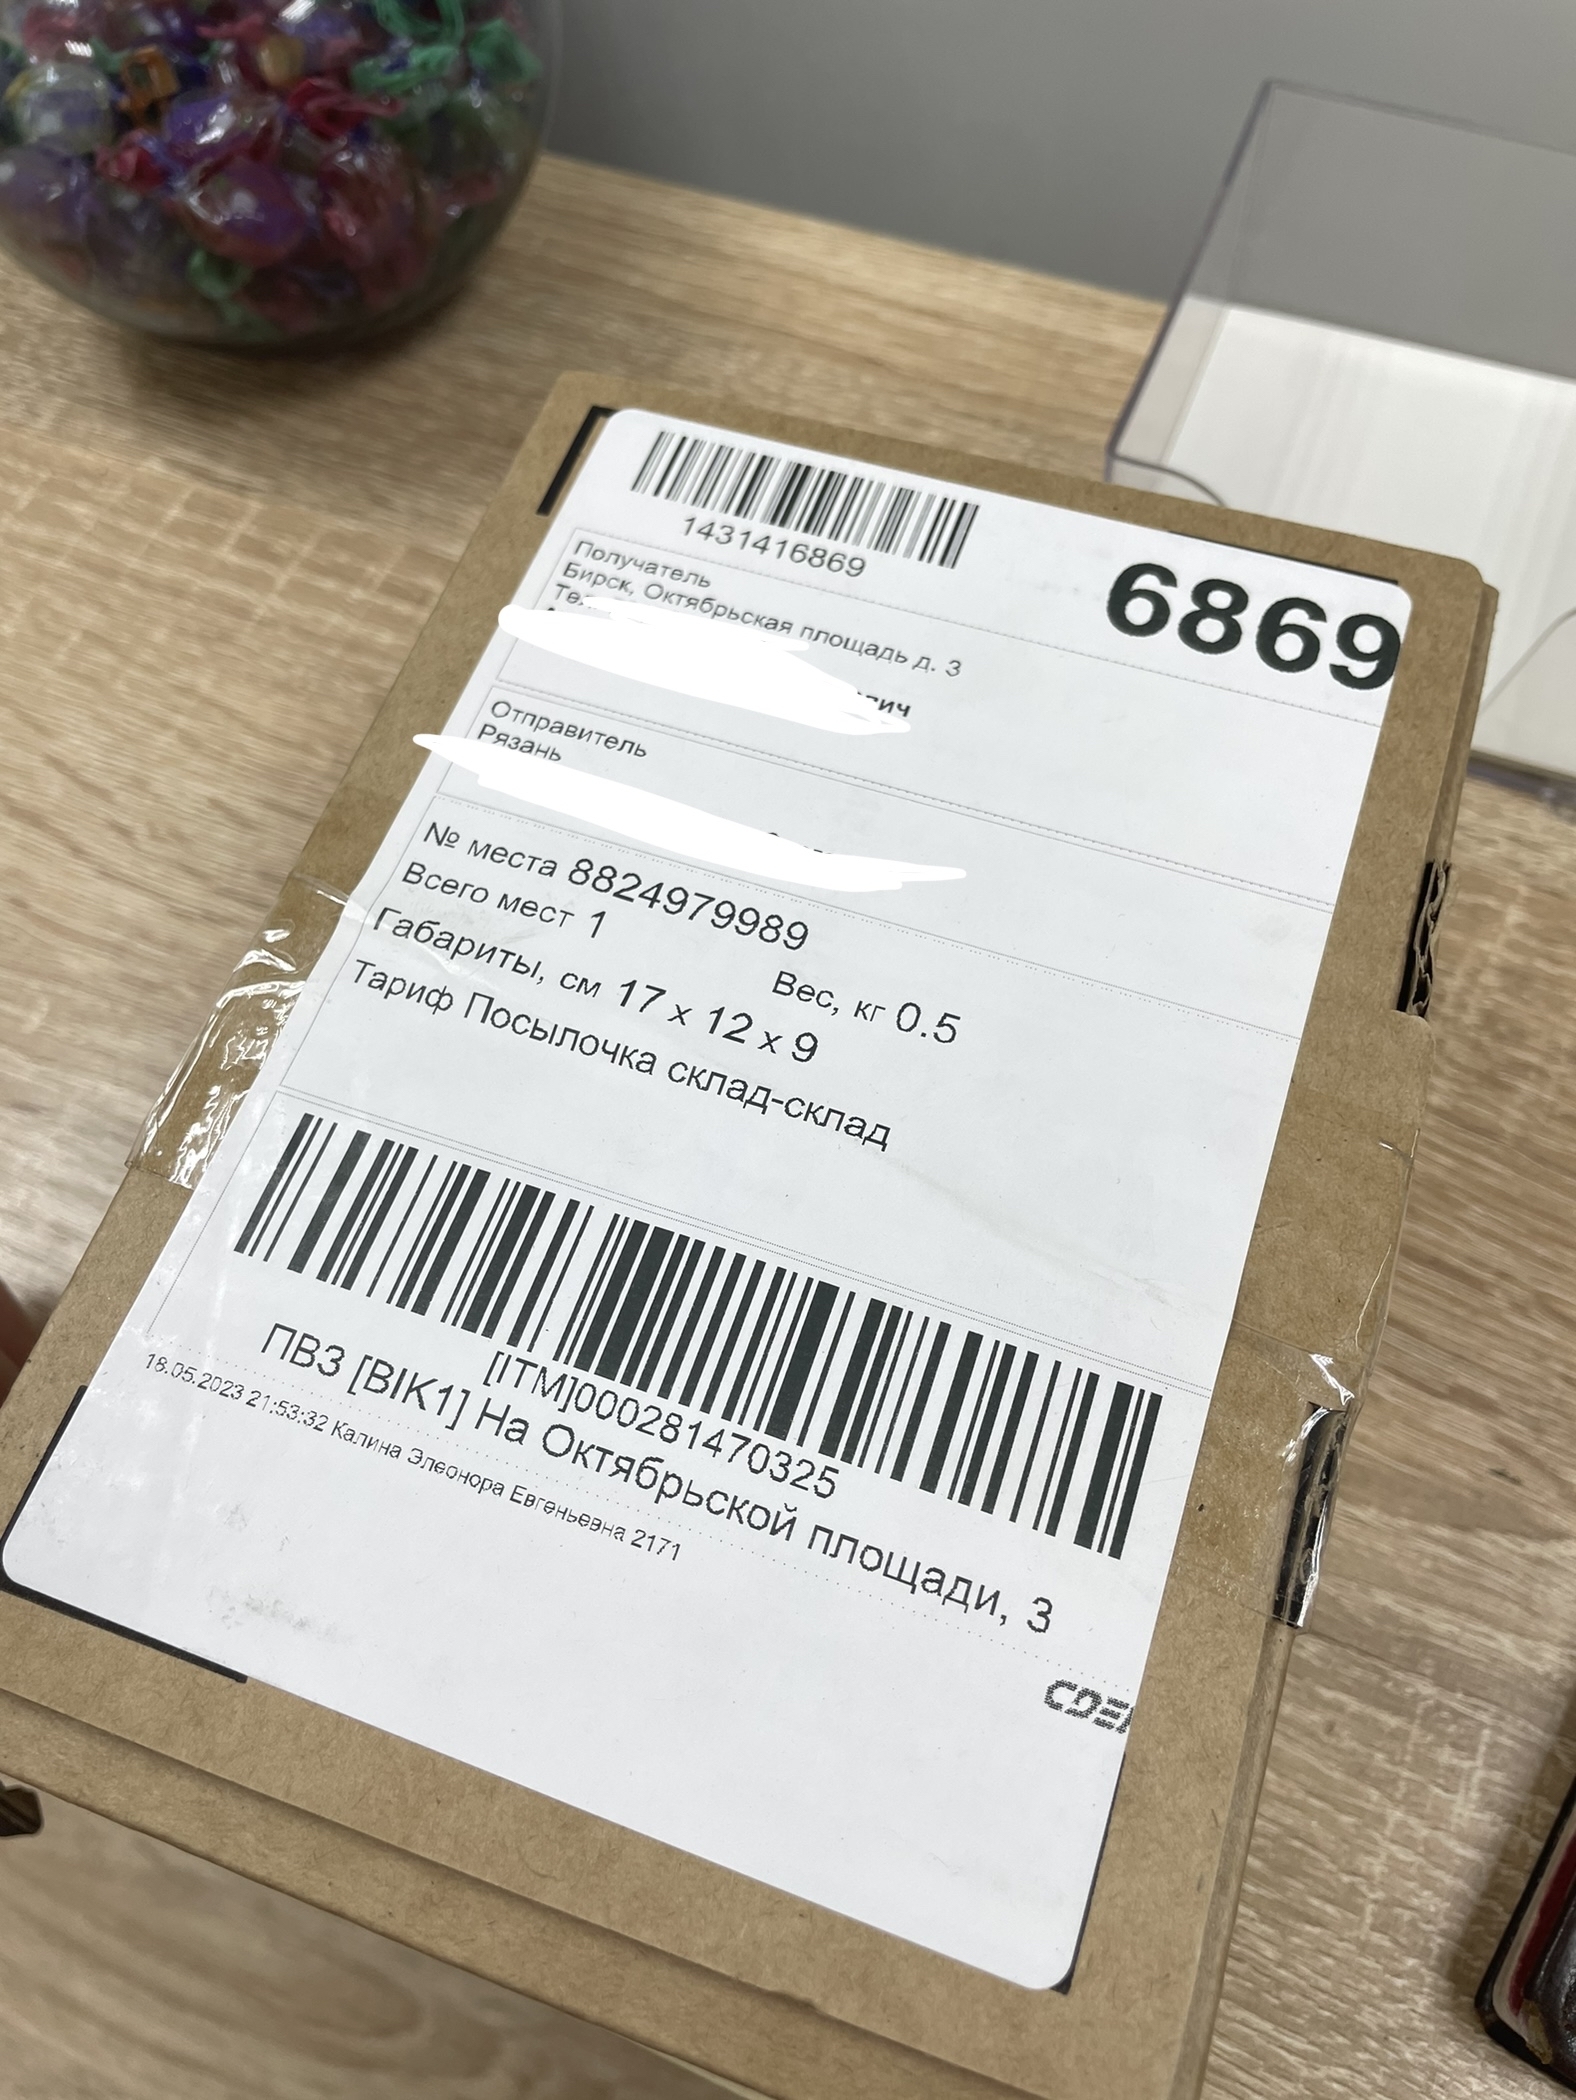 1431416869
6869
Получатель
Бирск, Октябрьская площадь д. 3
Отправитель
Рязань
№ места 8824979989
Всего мест 1
Вес, кг 0.5
Габариты, см 17 x 12 x 9
Тариф Посылочка склад-склад
[ITM]000281470325
ПВЗ [BIK1] На Октябрьской площади, 3
18.05.2023 21:53:32 Калина Элеонора Евгеньевна 2171